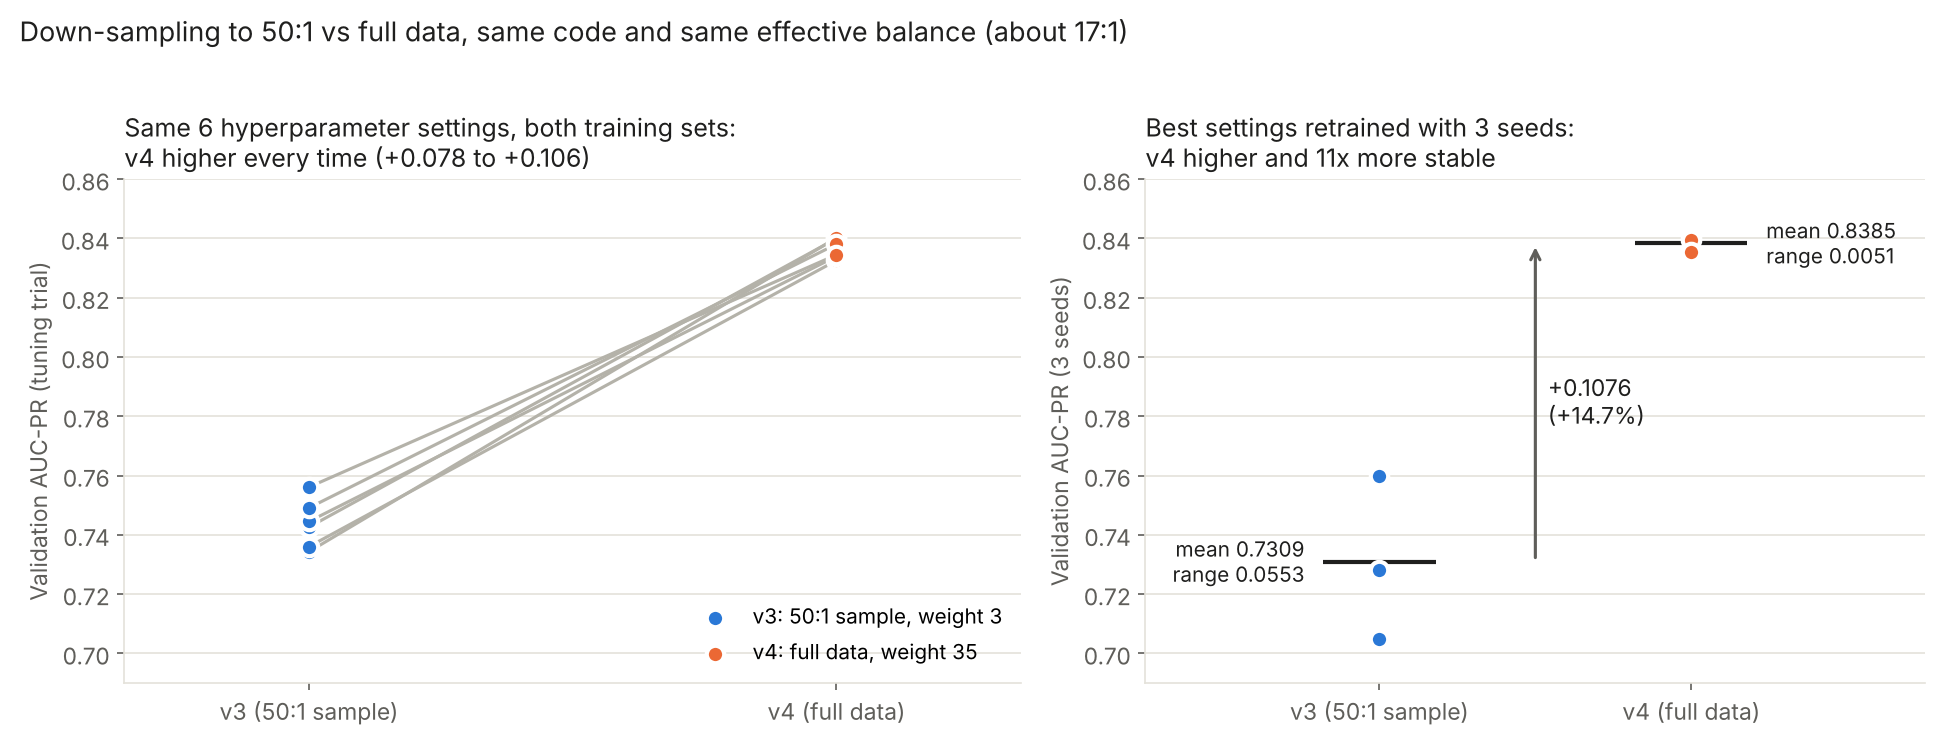 Down-sampling to 50:1 vs full data, same code and same effective balance (about 17:1)
Same 6 hyperparameter settings, both training sets:
v4 higher every time (+0.078 to +0.106)
Validation AUC-PR (tuning trial)
0.86
0.84
0.82
0.80
0.78
0.76
0.74
0.72
0.70
v3: 50:1 sample, weight 3
v4: full data, weight 35
v3 (50:1 sample)
v4 (full data)
Best settings retrained with 3 seeds:
v4 higher and 11x more stable
Validation AUC-PR (3 seeds)
0.86
0.84
0.82
0.80
0.78
0.76
0.74
0.72
0.70
mean 0.8385
range 0.0051
+0.1076
(+14.7%)
mean 0.7309
range 0.0553
v3 (50:1 sample)
v4 (full data)